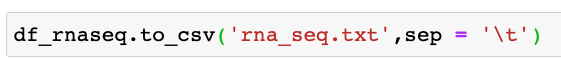 df_rnaseq.to_csv('rna_seq.txt',sep = '\t')